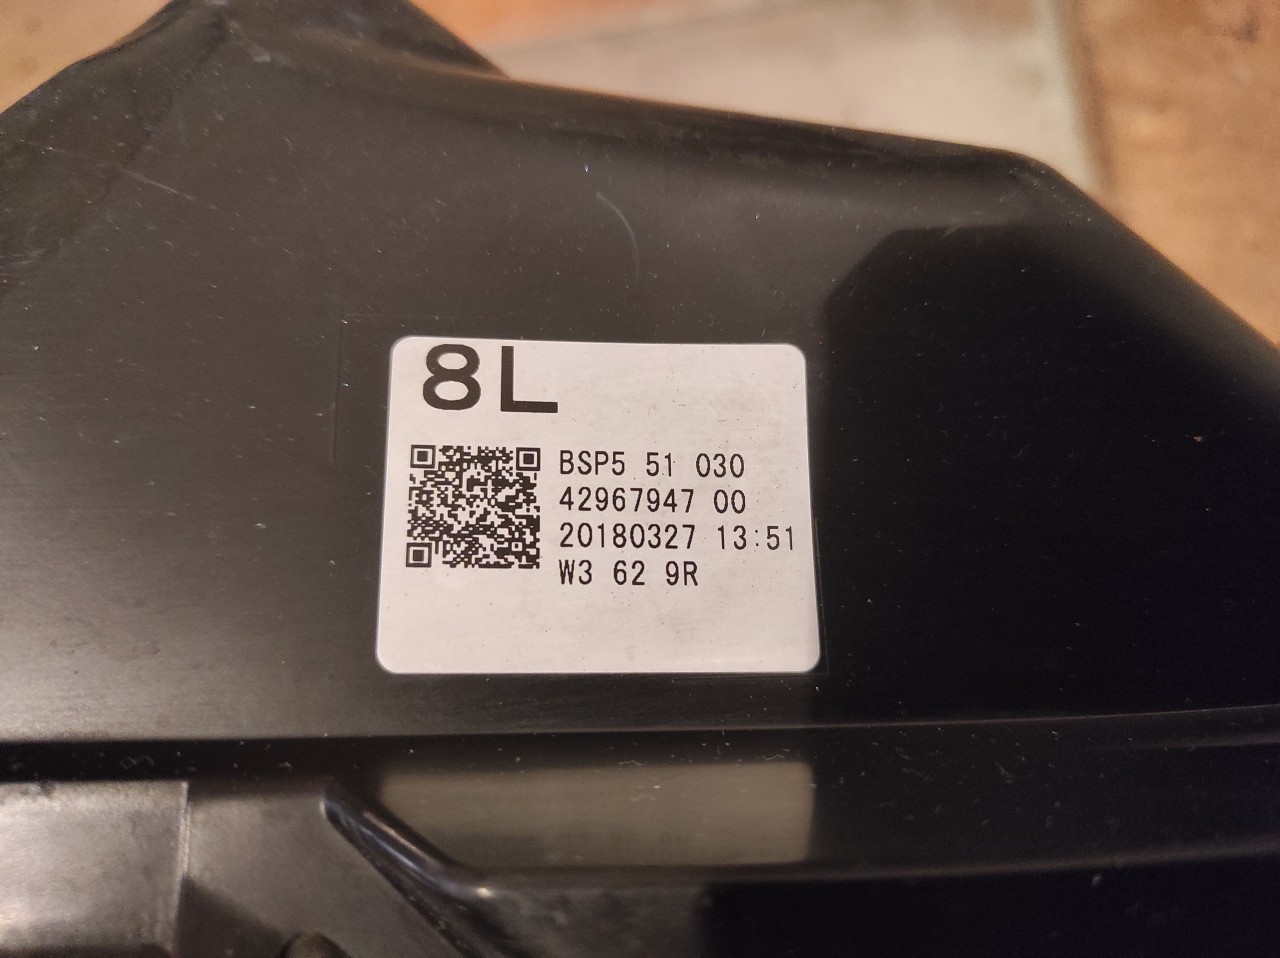 8L
BSP5 51 030
42967947 00
20180327 13:51
W3 62 9R